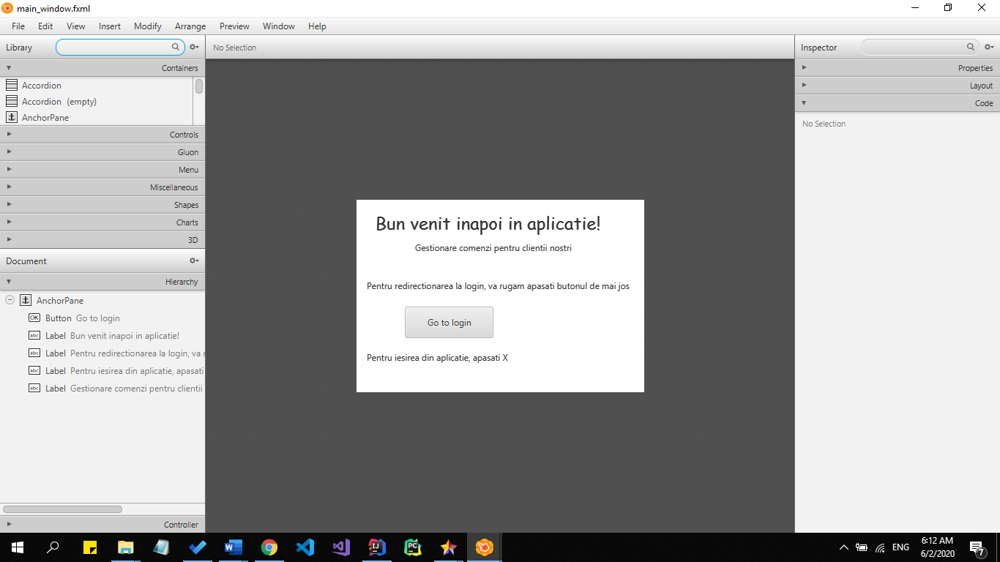 main_window.fxml
File Edit View Insert Modify Arrange Preview Window Help
Library
No Selection
Inspector
Containers
Accordion
Accordion (empty)
AnchorPane
Controls
Gluon
Menu
Miscellaneous
Shapes
Charts
3D
Document
Hierarchy
AnchorPane
OK Button Go to login
abc Label Bun venit inapoi in aplicatie!
abc Label Pentru redirectionarea la login, va r
abc Label Pentru iesirea din aplicatie, apasati
abc Label Gestionare comenzi pentru clientii
Controller
Bun venit inapoi in aplicatie!
Gestionare comenzi pentru clientii nostri
Pentru redirectionarea la login, va rugam apasati butonul de mai jos
Go to login
Pentru iesirea din aplicatie, apasati X
Properties
Layout
Code
No Selection
W
IJ
PC
ENG
6:12 AM
6/2/2020
7